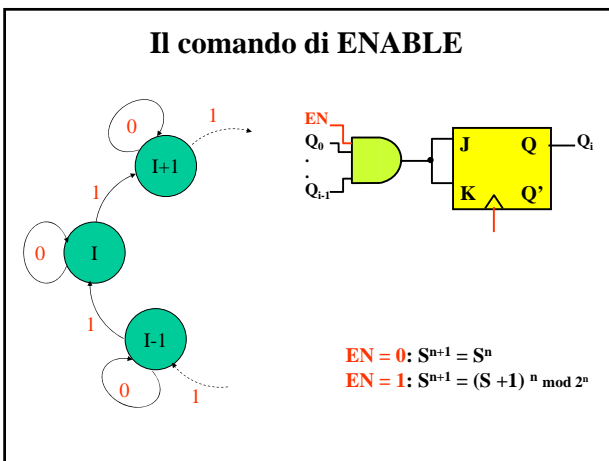 Il comando di ENABLE
0
1
I+1
1
0
I
1
I-1
0
1
EN
Q0
.
.
Qi-1
J
Q
K
Q’
Qi
EN = 0: Sn+1 = Sn
EN = 1: Sn+1 = (S +1) n mod 2n